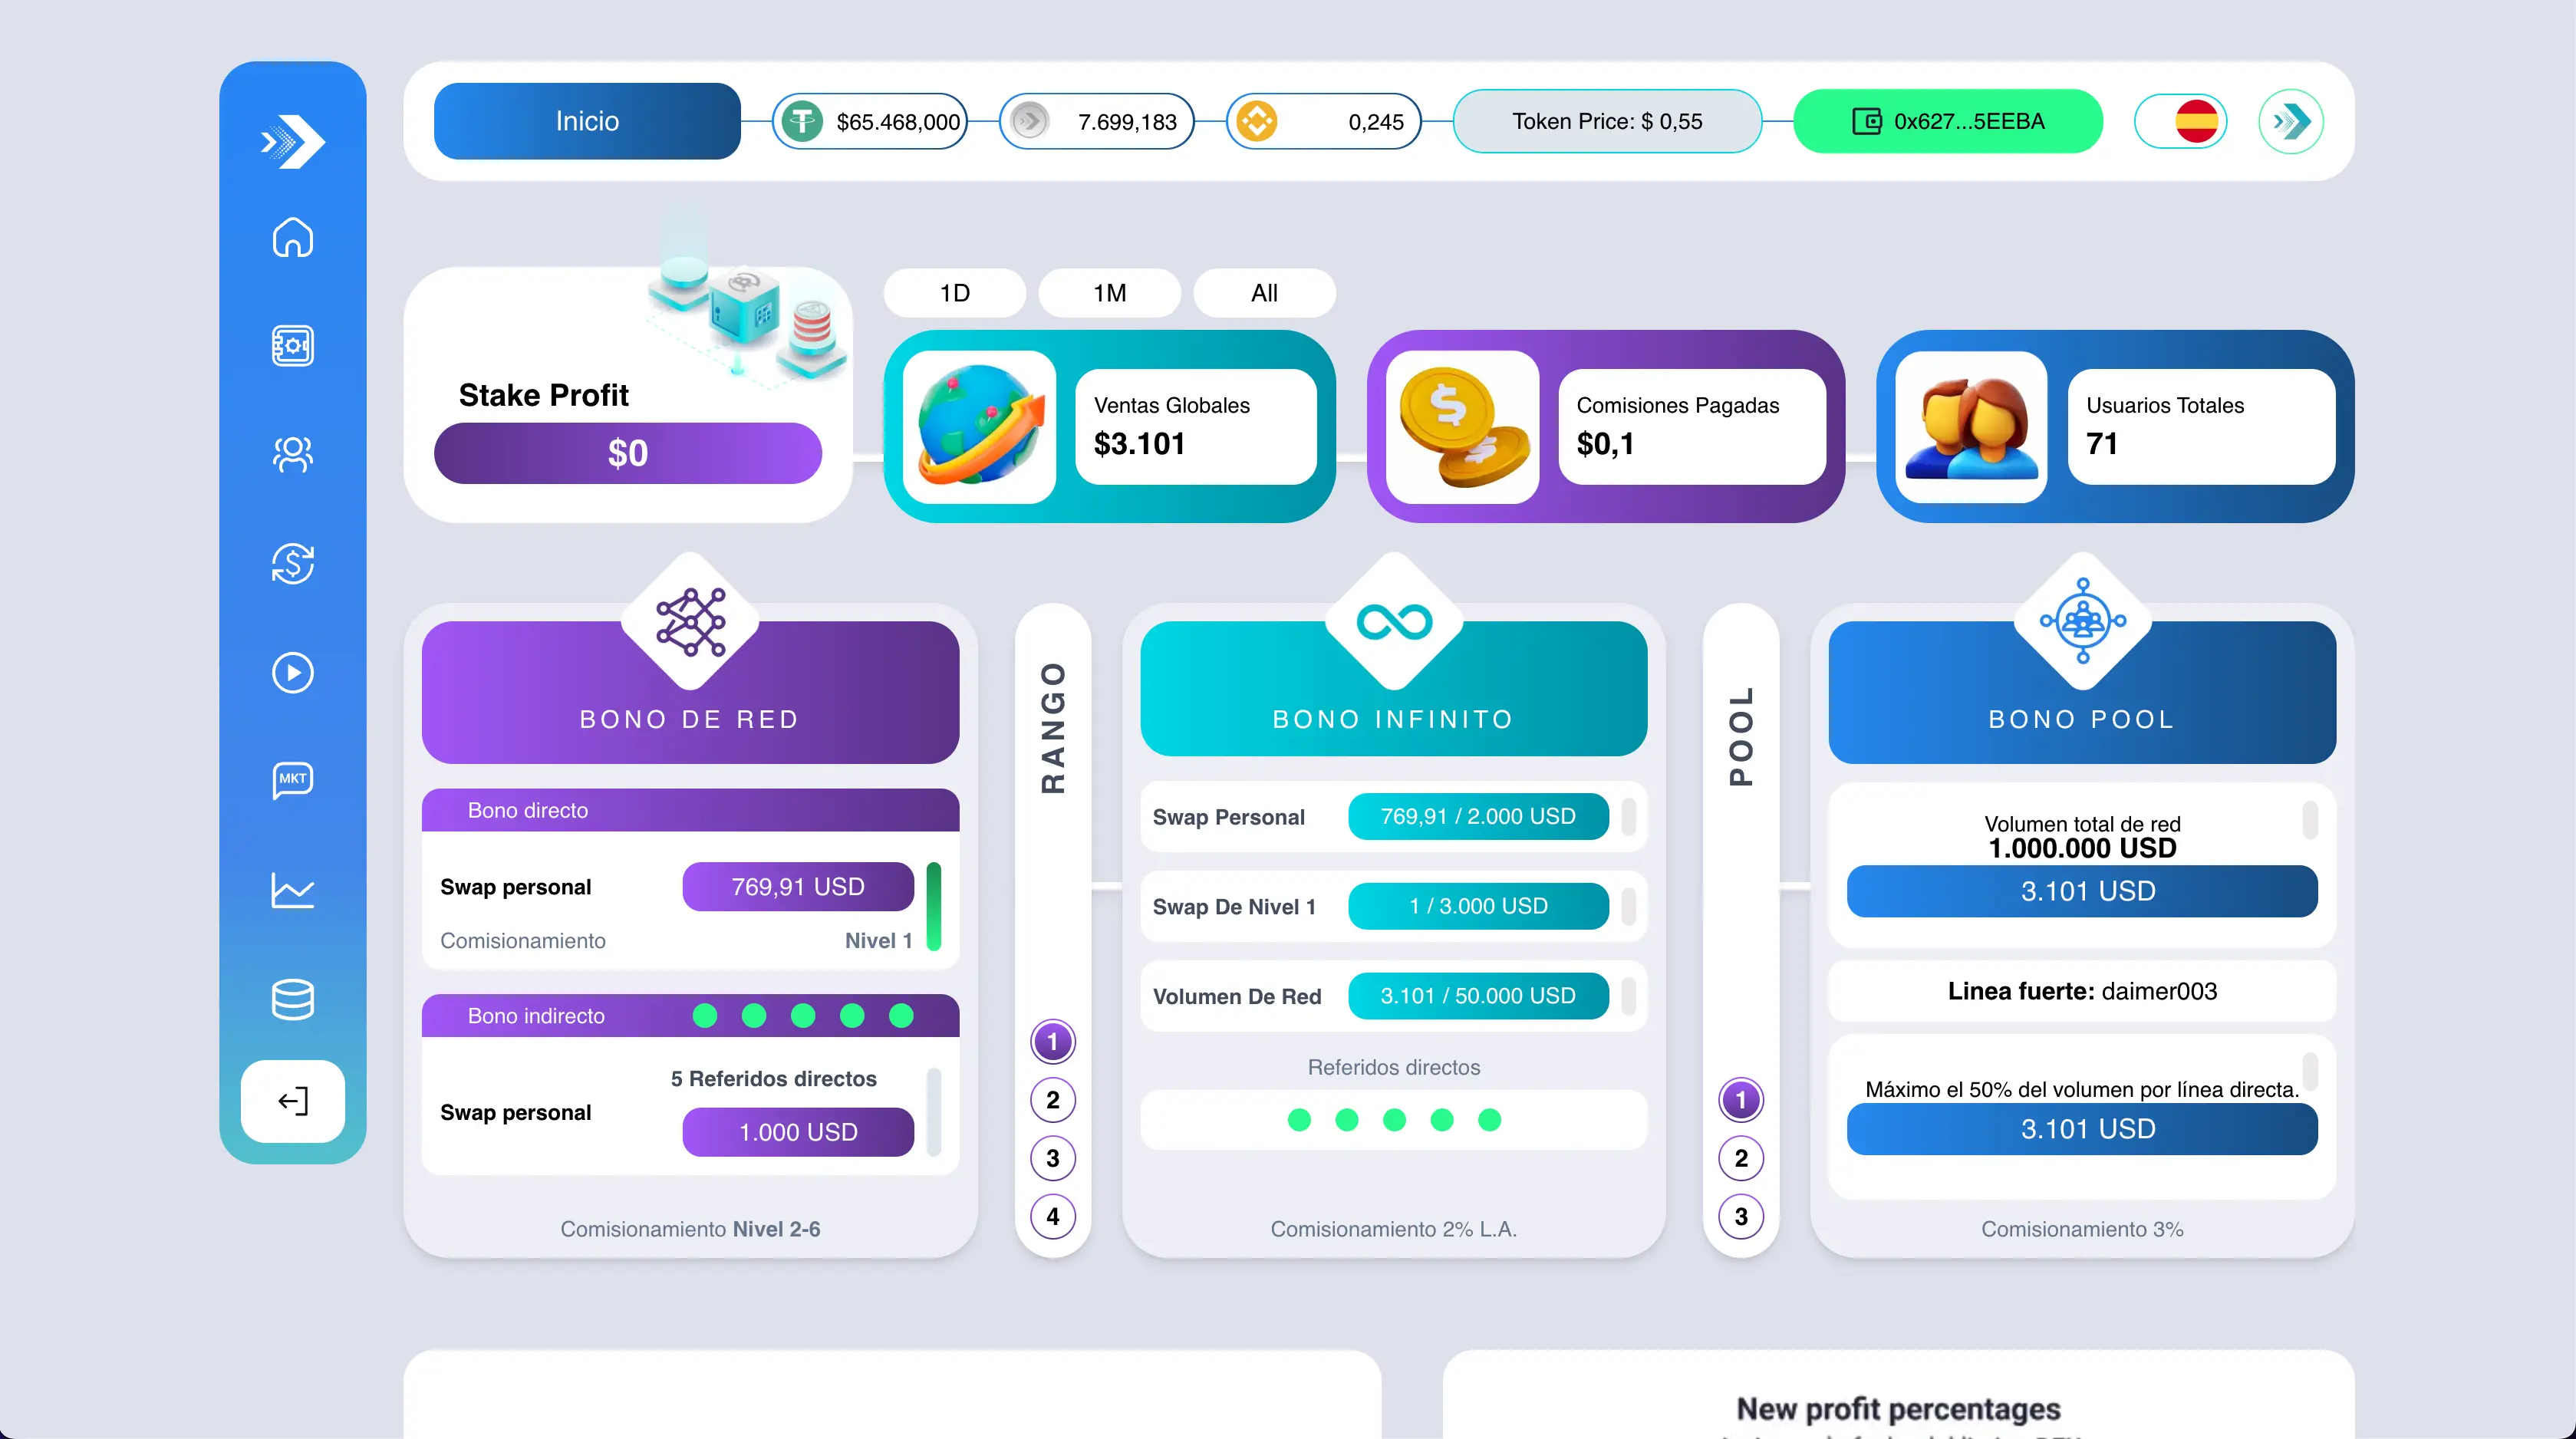 Inicio
$65.468,000
7.699,183
0,245
Token Price: $ 0,55
0x627...5EEBA
1D
1M
All
Stake Profit
$0
Ventas Globales
$3.101
Comisiones Pagadas
$0,1
Usuarios Totales
71
MKT
BONO DE RED
Bono directo
Swap personal
769,91 USD
Comisionamiento
Nivel 1
Bono indirecto
5 Referidos directos
Swap personal
1.000 USD
Comisionamiento Nivel 2-6
RANGO
1
2
3
4
BONO INFINITO
Swap Personal
769,91 / 2.000 USD
Swap De Nivel 1
1 / 3.000 USD
Volumen De Red
3.101 / 50.000 USD
Referidos directos
Comisionamiento 2% L.A.
POOL
1
2
3
BONO POOL
Volumen total de red
1.000.000 USD
3.101 USD
Linea fuerte: daimer003
Máximo el 50% del volumen por línea directa.
3.101 USD
Comisionamiento 3%
New profit percentages